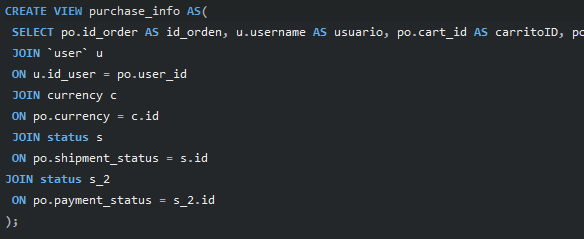 CREATE VIEW purchase_info AS(
SELECT po.id_order AS id_orden, u.username AS usuario, po.cart_id AS carritoID,
JOIN `user` u
ON u.id_user = po.user_id
JOIN currency c
ON po.currency = c.id
JOIN status s
ON po.shipment_status = s.id
JOIN status s_2
ON po.payment_status = s_2.id
);